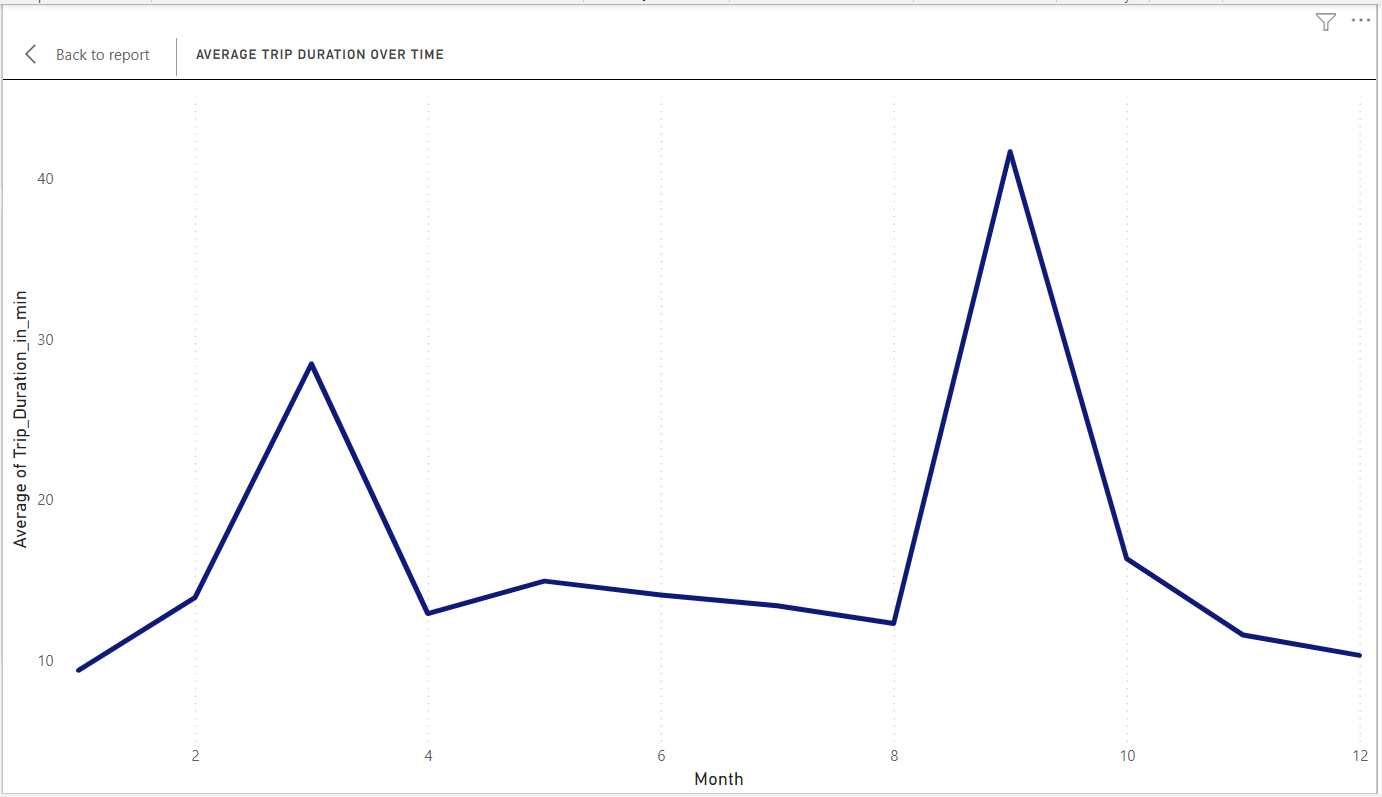 Back to report
AVERAGE TRIP DURATION OVER TIME
40
30
20
10
Average of Trip_Duration_in_min
2 4 6 8 10 12
Month